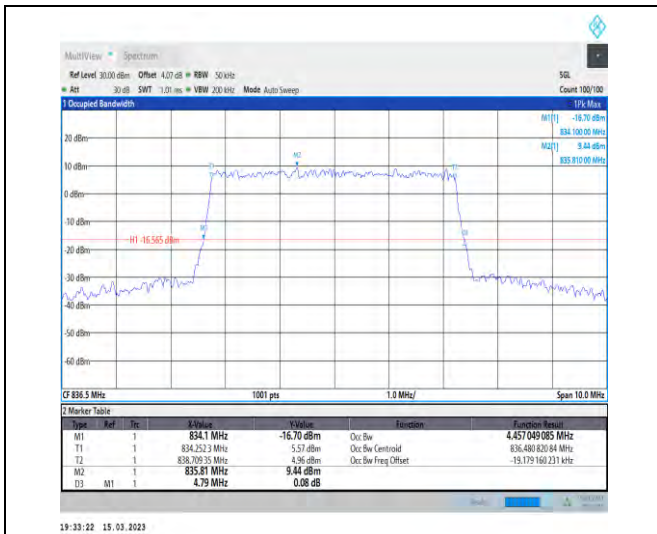 MultiView Spectrum
Ref Level 30.00 dBm Offset 4.07 dB RBW 50 kHz SGL
Att 30 dB SWT 1.01 ms VBW 200 kHz Mode Auto Sweep Count 100/100
1 Occupied Bandwidth 1Pk Max
M1[1] -16.70 dBm
834.100 00 MHz
M2[1] 9.44 dBm
835.810 00 MHz
20 dBm
M2
10 dBm
0 dBm
-10 dBm
H1 -16.565 dBm
-20 dBm
-30 dBm
-40 dBm
-50 dBm
-60 dBm
CF 836.5 MHz 1001 pts 1.0 MHz/ Span 10.0 MHz
2 Marker Table
Type Ref Trc X-Value Y-Value Function Function Result
M1 1 834.1 MHz -16.70 dBm Occ Bw 4.457 049 085 MHz
T1 1 834.252 3 MHz 5.57 dBm Occ Bw Centroid 836.480 820 84 MHz
T2 1 838.709 35 MHz 4.96 dBm Occ Bw Freq Offset -19.179 160 231 kHz
M2 1 835.81 MHz 9.44 dBm
D3 M1 1 4.79 MHz 0.08 dB
19:33:22 15.03.2023